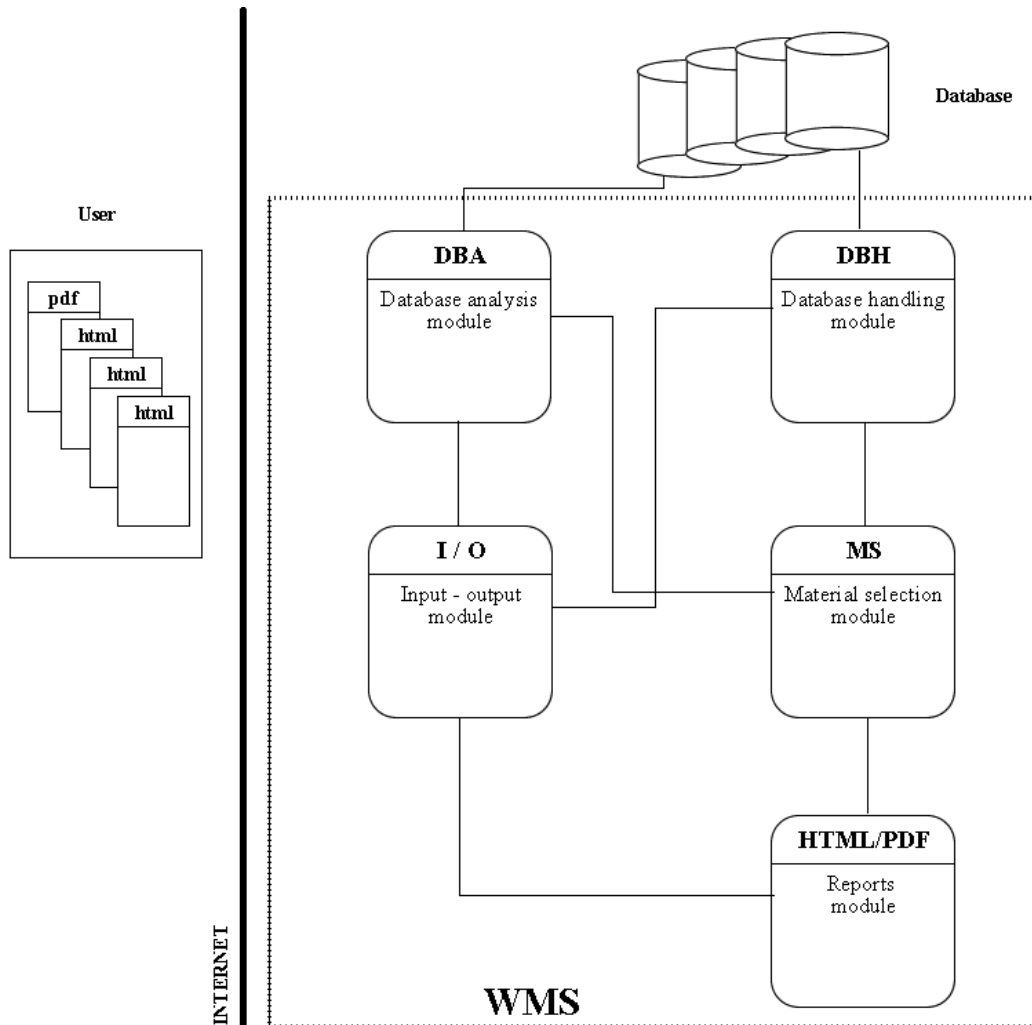 Database
User
pdf
html
html
html
DBA
Database analysis
module
DBH
Database handling
module
I / O
Input - output
module
MS
Material selection
module
HTML/PDF
Reports
module
INTERNET
WMS